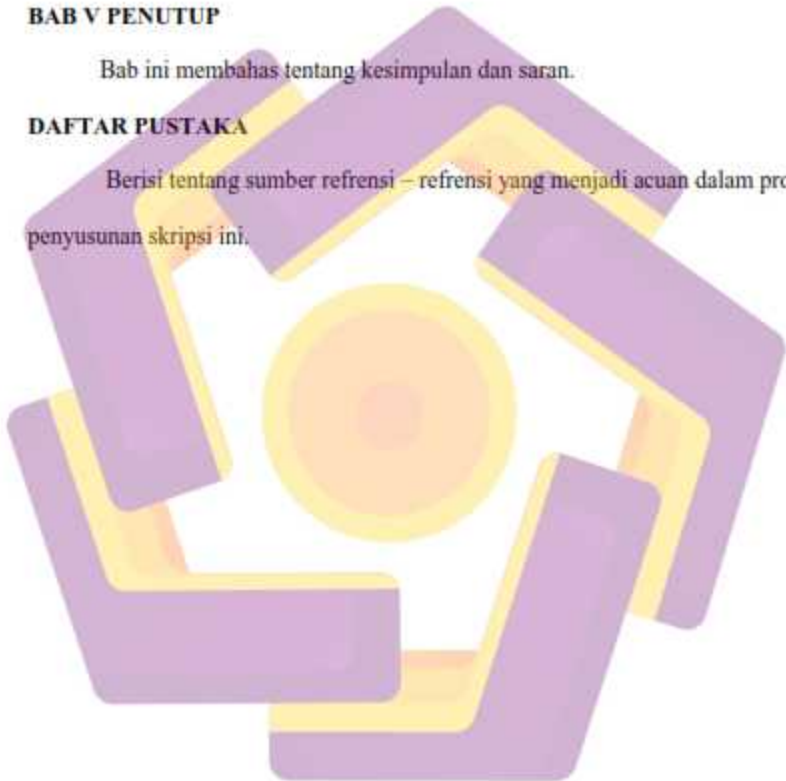 BAB V PENUTUP
Bab ini membahas tentang kesimpulan dan saran.
DAFTAR PUSTAKA
Berisi tentang sumber refrensi – refrensi yang menjadi acuan dalam
penyusunan skripsi ini.